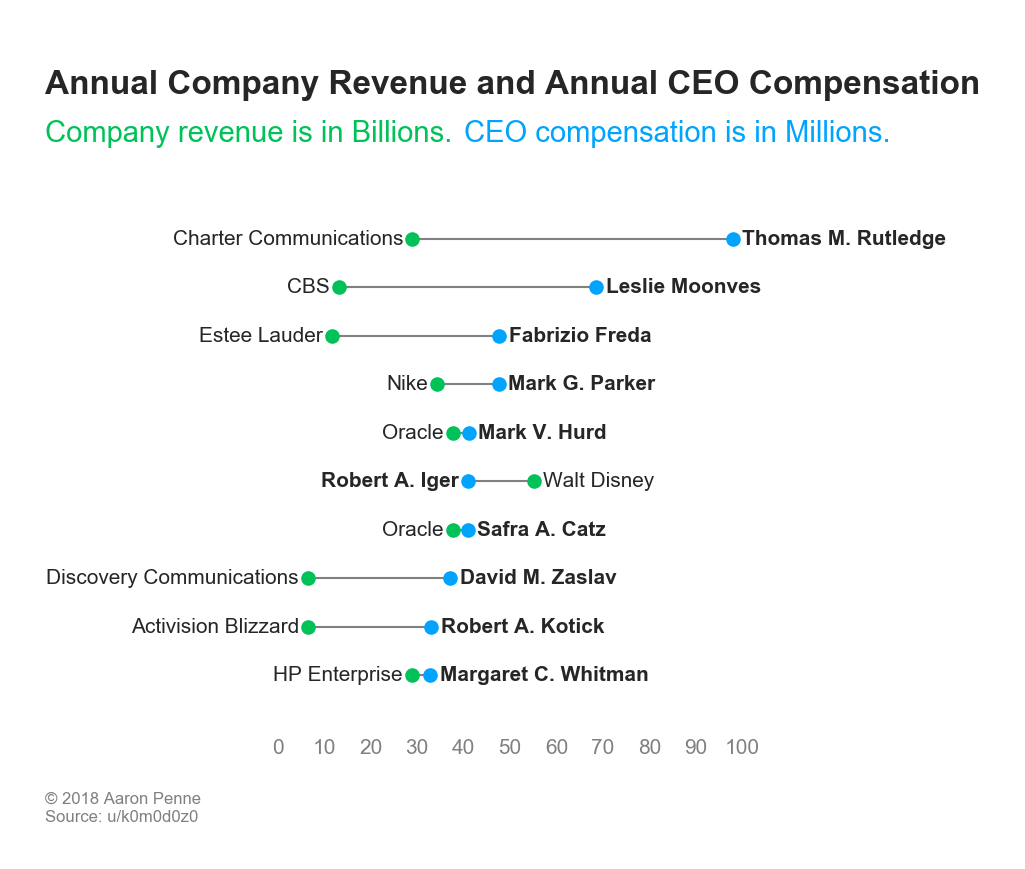 Annual Company Revenue and Annual CEO Compensation
Company revenue is in Billions. CEO compensation is in Millions.
Charter Communications Thomas M. Rutledge
CBS Leslie Moonves
Estee Lauder Fabrizio Freda
Nike Mark G. Parker
Oracle Mark V. Hurd
Robert A. Iger Walt Disney
Oracle Safra A. Catz
Discovery Communications David M. Zaslav
Activision Blizzard Robert A. Kotick
HP Enterprise Margaret C. Whitman
0 10 20 30 40 50 60 70 80 90 100
© 2018 Aaron Penne
Source: u/k0m0d0z0